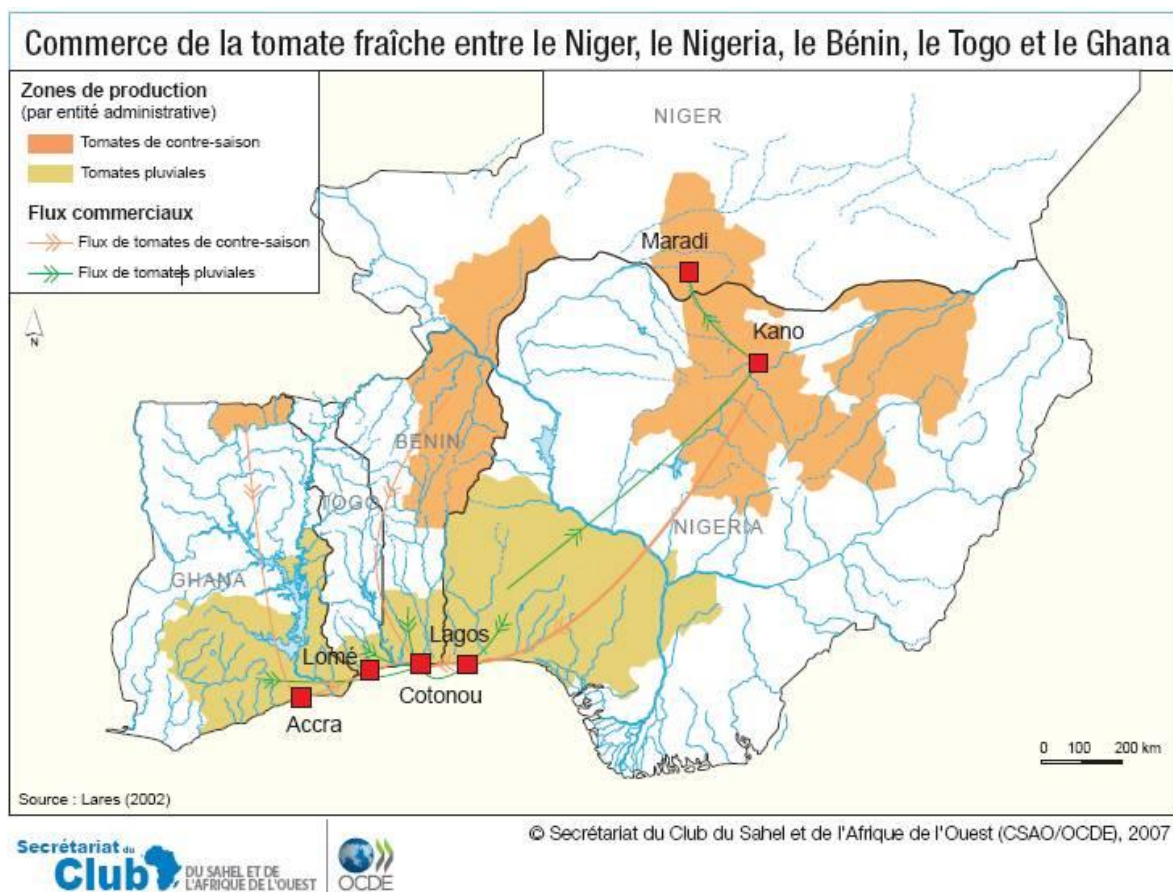 Commerce de la tomate fraîche entre le Niger, le Nigeria, le Bénin, le Togo et le Ghana
Zones de production
(par entité administrative)
Tomates de contre-saison
Tomates pluviales
Flux commerciaux
Flux de tomates de contre-saison
Flux de tomates pluviales
N
NIGER
Maradi
Kano
BENIN
TOGO
NIGERIA
GHANA
Lagos
Lomé
Cotonou
Accra
0 100 200 km
Source : Lares (2002)
© Secrétariat du Club du Sahel et de l'Afrique de l'Ouest (CSAO/OCDE), 2007
Secrétariat du
Club
DU SAHEL ET DE
L'AFRIQUE DE L'OUEST
OCDE